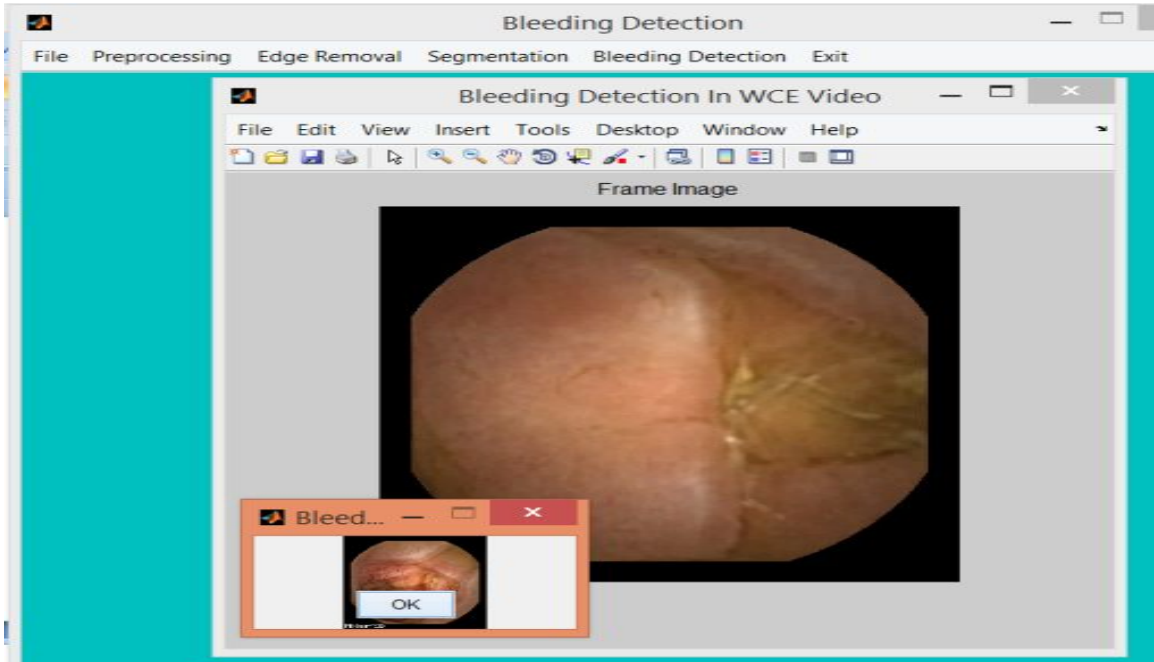 Bleeding Detection
File Preprocessing Edge Removal Segmentation Bleeding Detection Exit
Bleeding Detection In WCE Video
File Edit View Insert Tools Desktop Window Help
Frame Image
Bleed...
OK